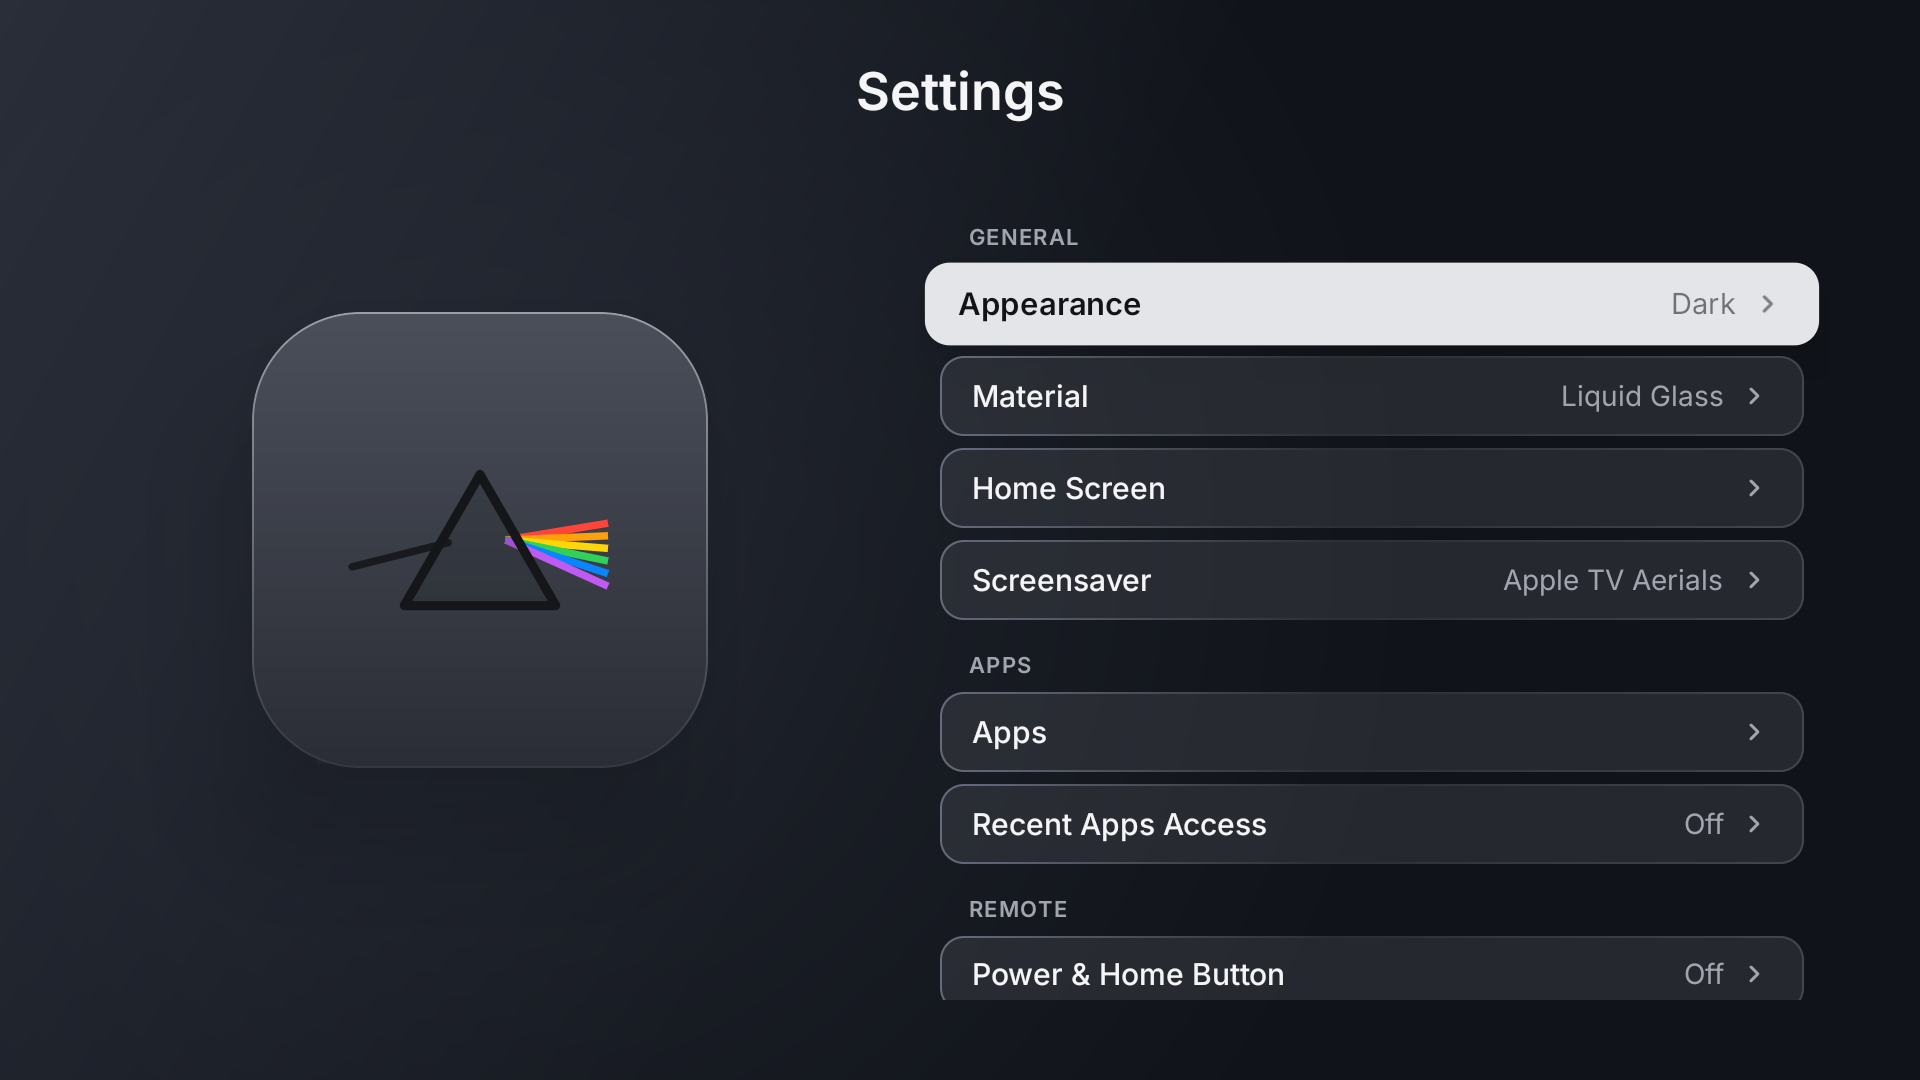 Settings
GENERAL
Appearance Dark
Material Liquid Glass
Home Screen
Screensaver Apple TV Aerials
APPS
Apps
Recent Apps Access Off
REMOTE
Power & Home Button Off